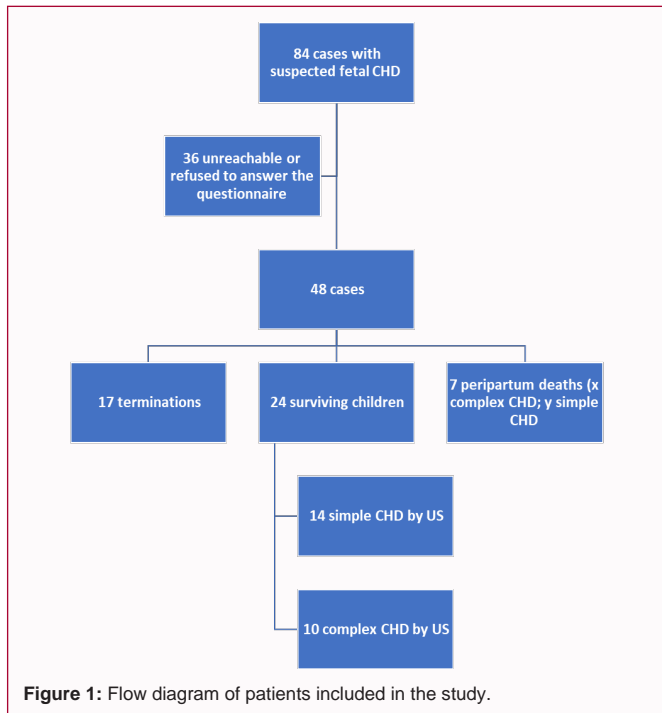 84 cases with
suspected fetal CHD
36 unreachable or
refused to answer the
questionnaire
48 cases
17 terminations
24 surviving children
7 peripartum deaths (x
complex CHD; y simple
CHD
14 simple CHD by US
10 complex CHD by US
Figure 1: Flow diagram of patients included in the study.